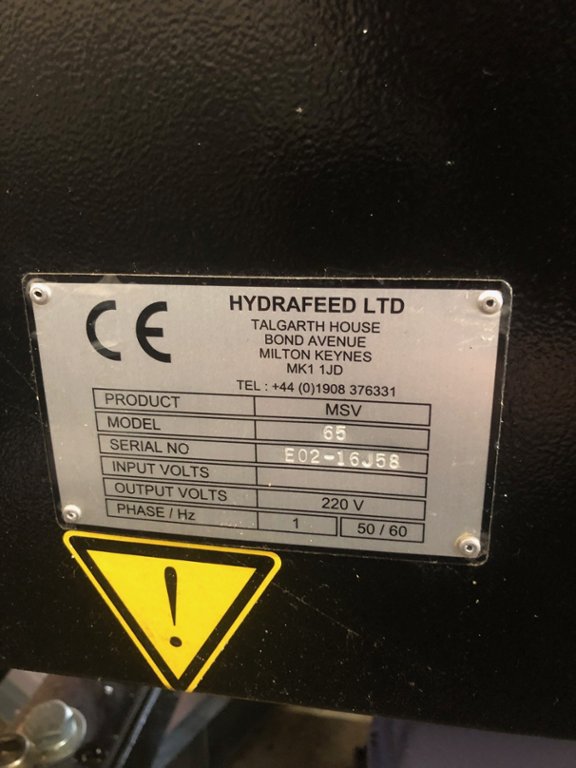 CE
HYDRAFEED LTD
TALGARTH HOUSE
BOND AVENUE
MILTON KEYNES
MK1 1JD
TEL : +44 (0)1908 376331
PRODUCT MSV
MODEL 65
SERIAL NO E02-16J58
INPUT VOLTS
OUTPUT VOLTS 220 V
PHASE / Hz 1 50 / 60
!